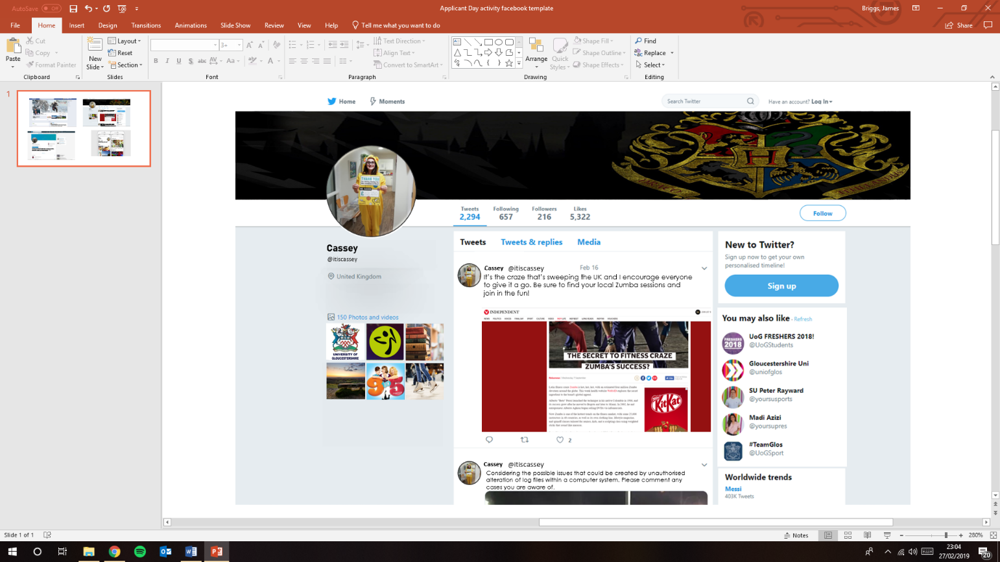 AutoSave Off
Applicant Day activity facebook template
Briggs, James
File Home Insert Design Transitions Animations Slide Show Review View Help Tell me what you want to do
Share
Paste
Cut
Copy
Format Painter
Clipboard
New Slide
Layout
Reset
Section
Slides
3+
Font
Text Direction
Align Text
Convert to SmartArt
Paragraph
Arrange
Quick Styles
Shape Fill
Shape Outline
Shape Effects
Drawing
Find
Replace
Select
Editing
1
Home Moments
Search Twitter
Have an account? Log In
THANK YOU
H
Tweets Following Followers Likes
2,294 657 216 5,322
Follow
Cassey
@itiscassey
United Kingdom
150 Photos and videos
UNIVERSITY OF GLOUCESTERSHIRE
9 to 5
Tweets Tweets & replies Media
Cassey @itiscassey Feb 16
It's the craze that's sweeping the UK and I encourage everyone
to give it a go. Be sure to find your local Zumba sessions and
join in the fun!
INDEPENDENT
THE SECRET TO FITNESS CRAZE
ZUMBA'S SUCCESS?
KitKat
2
Cassey @itiscassey
Considering the possible issues that could be created by unauthorised
alteration of log files within a computer system. Please comment any
cases you are aware of.
New to Twitter?
Sign up now to get your own
personalised timeline!
Sign up
You may also like · Refresh
FRESHERS 2018
UoG FRESHERS 2018!
@UoGStudents
Gloucestershire Uni
@uniofglos
SU Peter Rayward
@yoursusports
Madi Azizi
@yoursupres
#TeamGlos
@UoGSport
Worldwide trends
Messi
403K Tweets
Slide 1 of 1
Notes
280%
23:04
27/02/2019
20